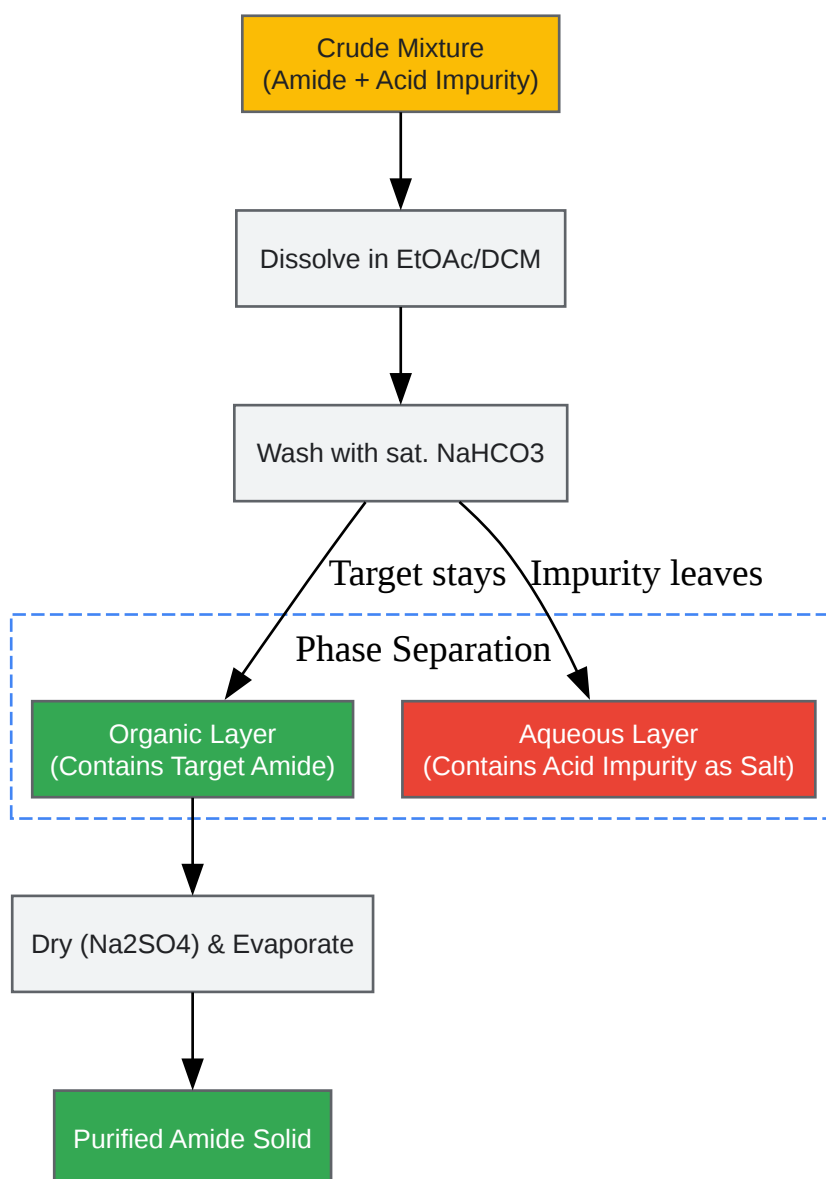 Crude Mixture
(Amide + Acid Impurity)
Dissolve in EtOAc/DCM
Wash with sat. NaHCO3
Target stays
Impurity leaves
Phase Separation
Organic Layer
(Contains Target Amide)
Aqueous Layer
(Contains Acid Impurity as Salt)
Dry (Na2SO4) & Evaporate
Purified Amide Solid